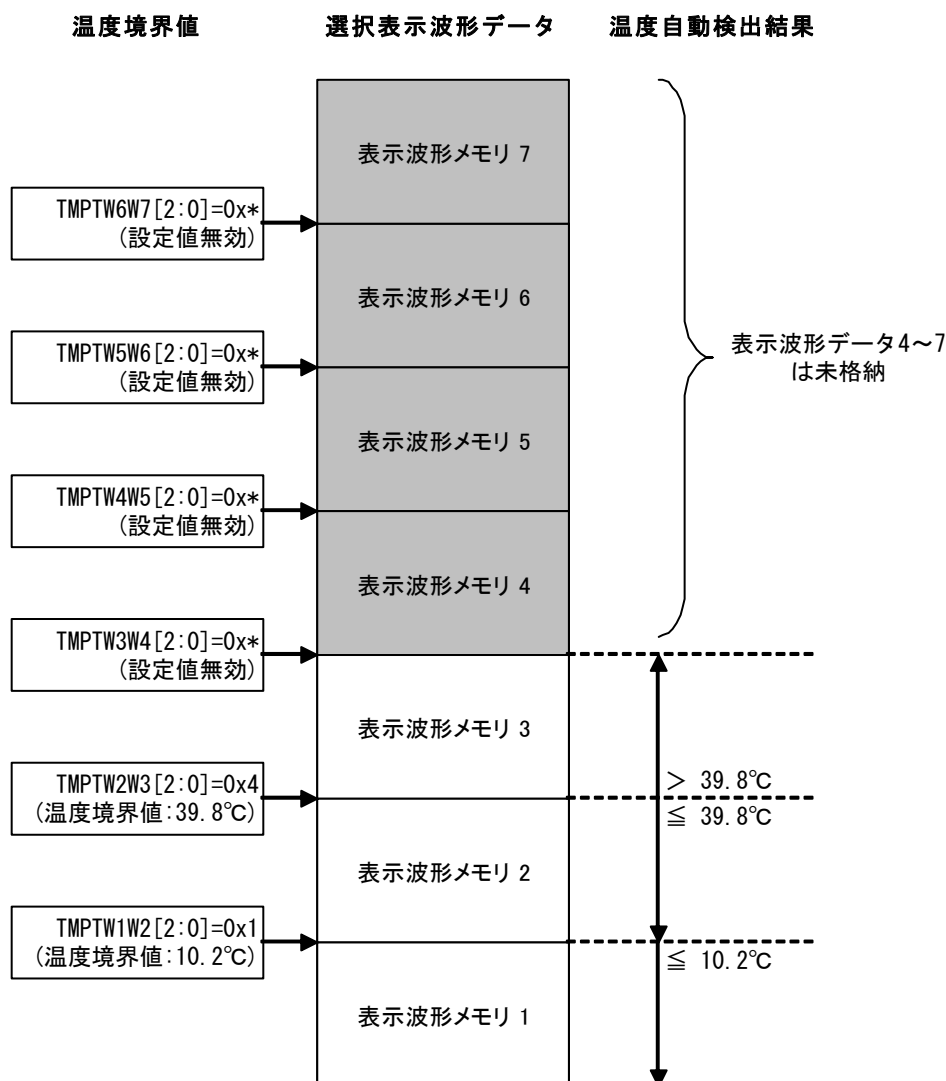 温度境界値
選択表示波形データ
温度自動検出結果
表示波形メモリ 7
TMPTW6W7[2:0]=0x*
(設定値無効)
表示波形メモリ 6
TMPTW5W6[2:0]=0x*
(設定値無効)
表示波形データ4～7
は未格納
表示波形メモリ 5
TMPTW4W5[2:0]=0x*
(設定値無効)
表示波形メモリ 4
TMPTW3W4[2:0]=0x*
(設定値無効)
表示波形メモリ 3
TMPTW2W3[2:0]=0x4
(温度境界値:39.8℃)
＞ 39.8℃
≦ 39.8℃
表示波形メモリ 2
TMPTW1W2[2:0]=0x1
(温度境界値:10.2℃)
≦ 10.2℃
表示波形メモリ 1